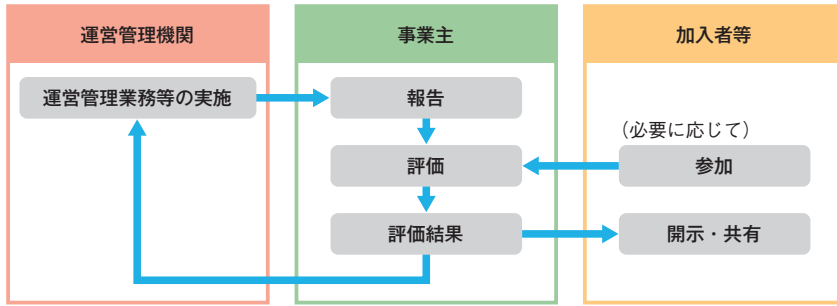 運営管理機関
事業主
加入者等
運営管理業務等の実施
報告
(必要に応じて)
評価
参加
評価結果
開示・共有